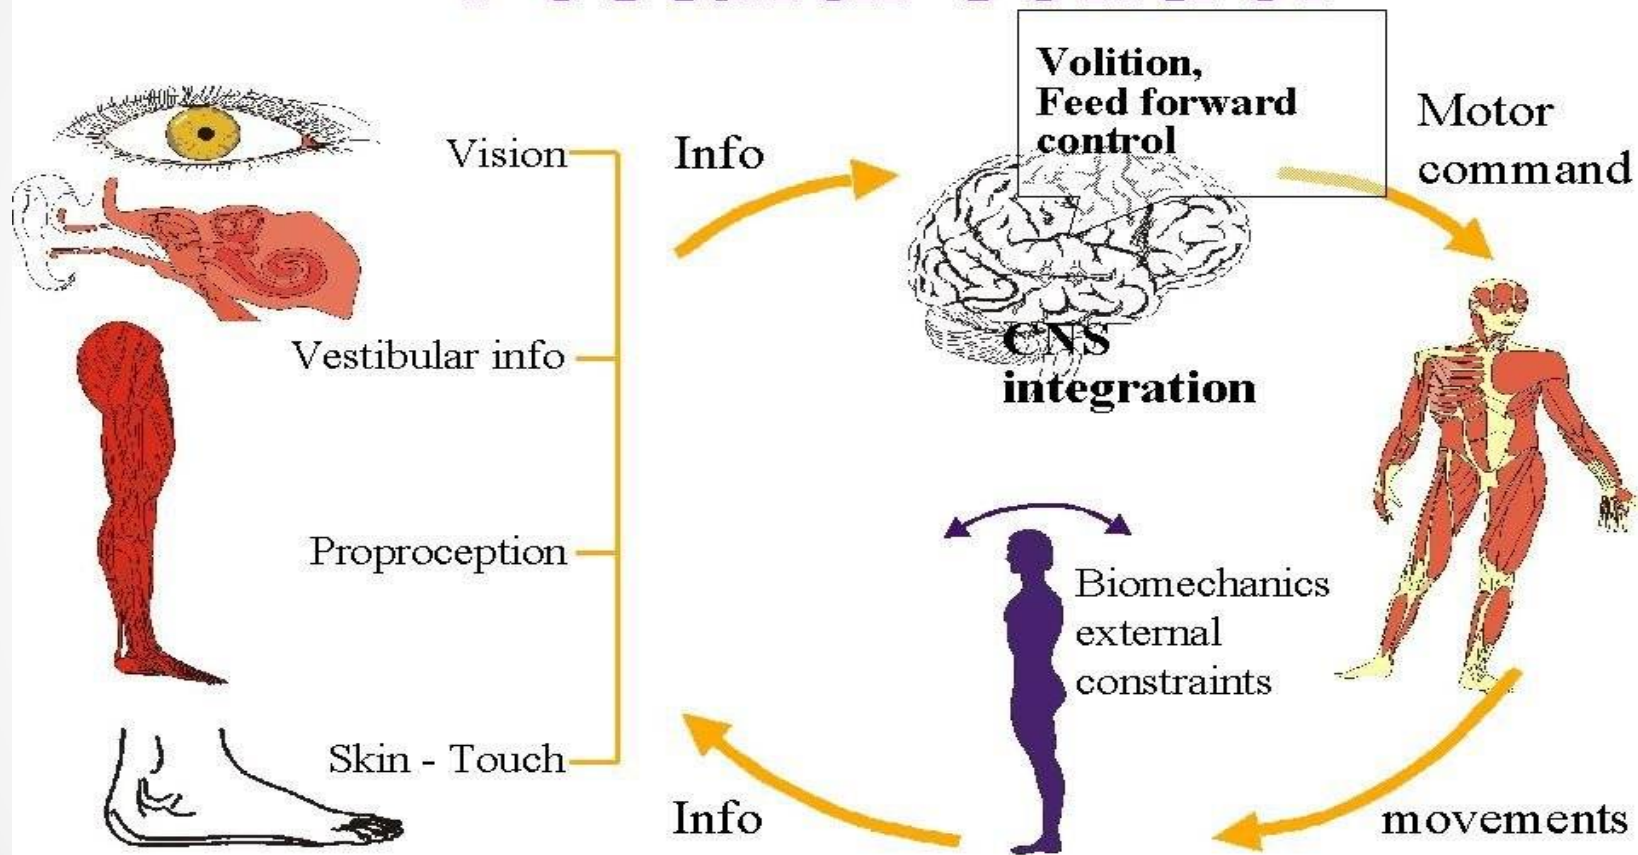 Volition,
Feed forward
control
Motor
command
Vision
Info
Vestibular info
CNS
integration
Proproception
Biomechanics
external
constraints
Skin - Touch
Info
movements